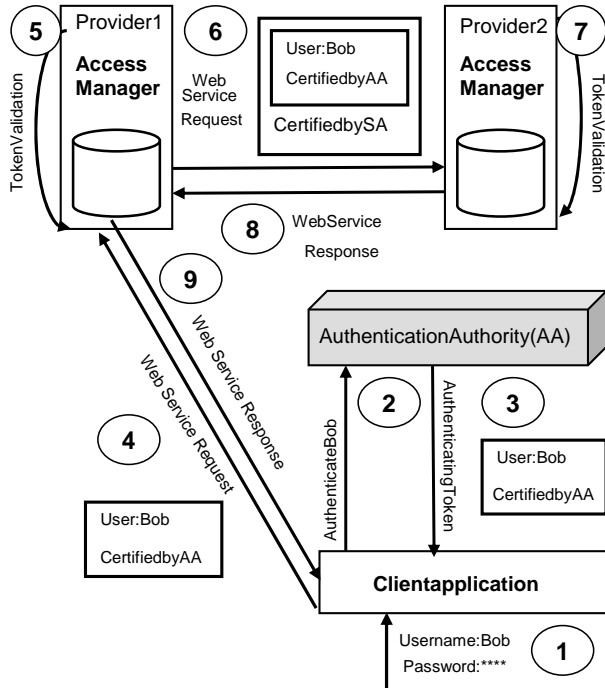 5
Provider1
Access
Manager
TokenValidation
6
Web
Service
Request
User:Bob
CertifiedbyAA
CertifiedbySA
Provider2
Access
Manager
7
TokenValidation
8
WebService
Response
9
Web Service Response
Web Service Request
4
User:Bob
CertifiedbyAA
AuthenticationAuthority(AA)
2
AuthenticateBob
3
AuthenticatingToken
User:Bob
CertifiedbyAA
Clientapplication
Username:Bob
Password:****
1